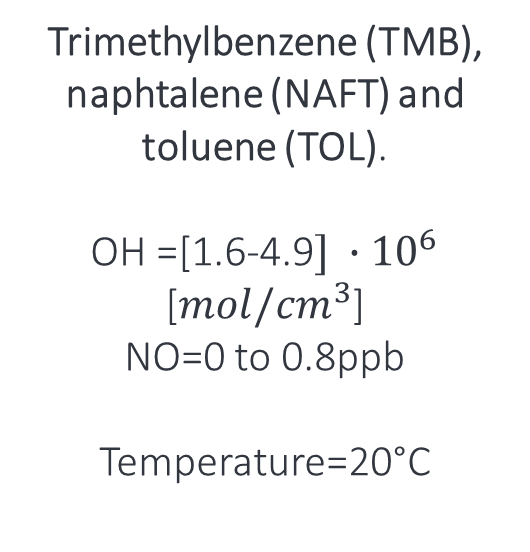 Trimethylbenzene (TMB),
naphtalene (NAFT) and
toluene (TOL).
OH =[1.6-4.9] · 10⁶
[mol/cm³]
NO=0 to 0.8ppb
Temperature=20°C